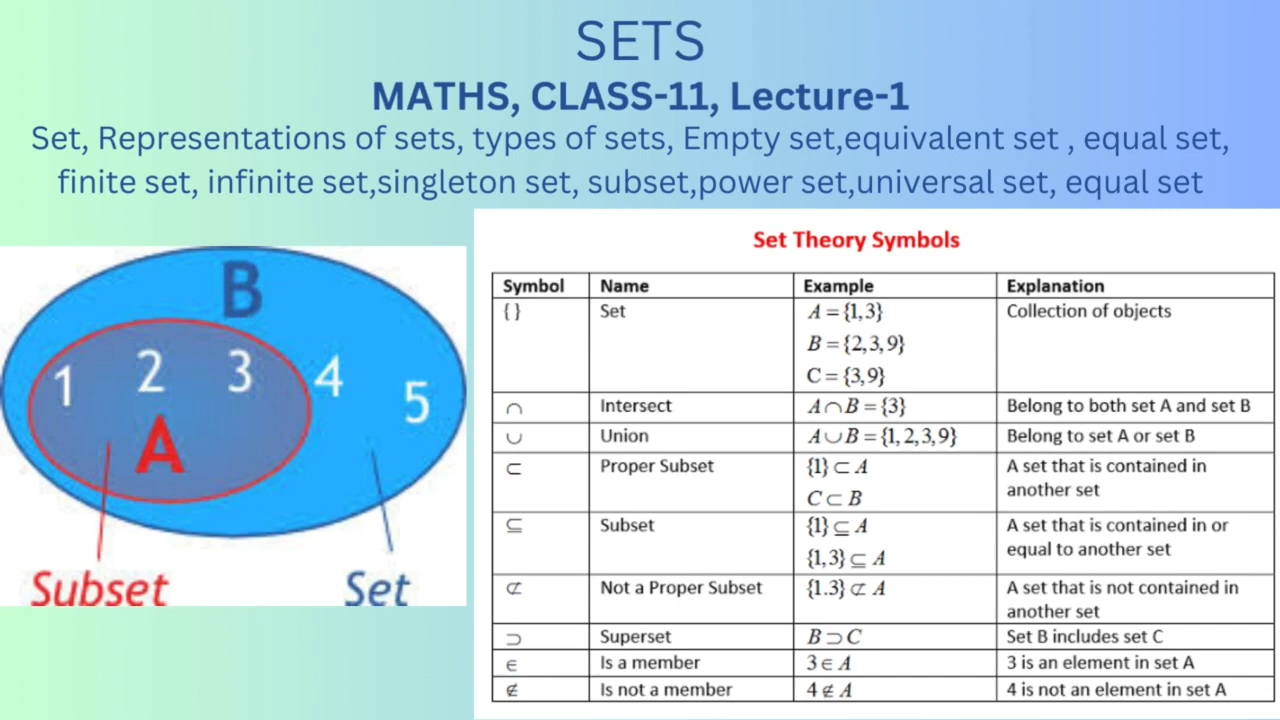 SETS
MATHS, CLASS-11, Lecture-1
Set, Representations of sets, types of sets, Empty set,equivalent set , equal set,
finite set, infinite set,singleton set, subset,power set,universal set, equal set
B
1 2 3 4 5
A
Subset Set
Set Theory Symbols
Symbol Name Example Explanation
{ } Set A = {1,3} Collection of objects
B = {2,3,9}
C = {3,9}
∩ Intersect A∩B = {3} Belong to both set A and set B
∪ Union A∪B = {1,2,3,9} Belong to set A or set B
⊂ Proper Subset {1} ⊂ A A set that is contained in
C ⊂ B another set
⊆ Subset {1} ⊆ A A set that is contained in or
{1,3} ⊆ A equal to another set
⊄ Not a Proper Subset {1.3} ⊄ A A set that is not contained in
another set
⊃ Superset B ⊃ C Set B includes set C
∈ Is a member 3 ∈ A 3 is an element in set A
∉ Is not a member 4 ∉ A 4 is not an element in set A